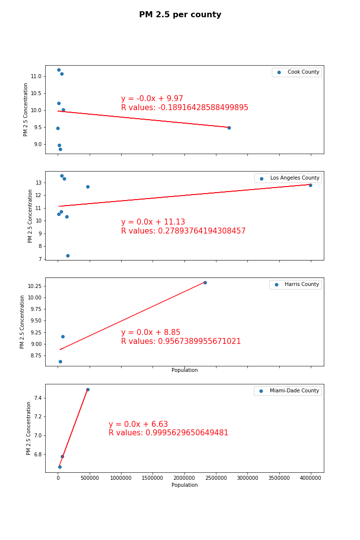 PM 2.5 per county
11.0
10.5
10.0
9.5
9.0
PM 2.5 Concentration
Cook County
y = -0.0x + 9.97
R values: -0.18916428588499895
13
12
11
10
9
8
7
PM 2.5 Concentration
Los Angeles County
y = 0.0x + 11.13
R values: 0.27893764194308457
10.25
10.00
9.75
9.50
9.25
9.00
8.75
PM 2.5 Concentration
Harris County
y = 0.0x + 8.85
R values: 0.9567389955671021
Population
7.4
7.2
7.0
6.8
PM 2.5 Concentration
Miami-Dade County
y = 0.0x + 6.63
R values: 0.9995629650649481
0 500000 1000000 1500000 2000000 2500000 3000000 3500000 4000000
Population